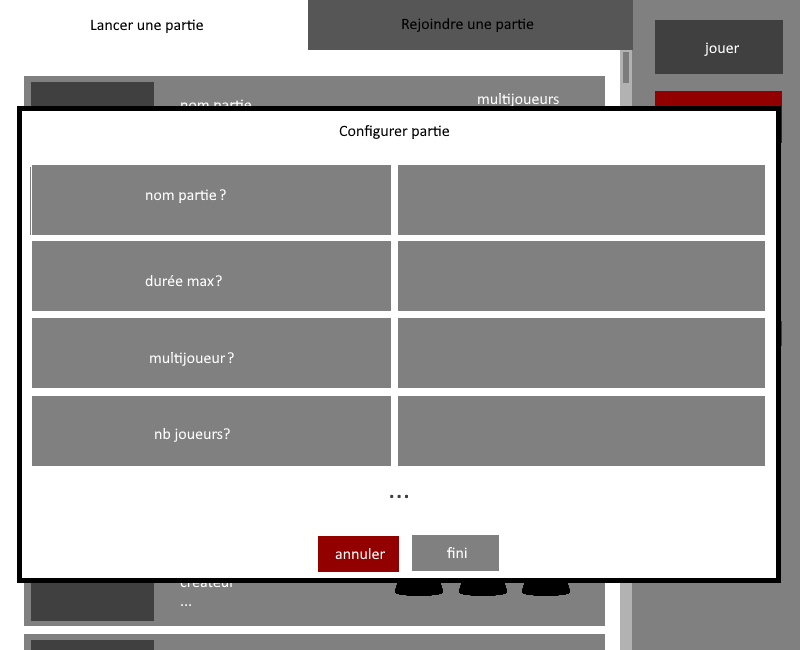 Lancer une partie
Rejoindre une partie
jouer
nom partie
multijoueurs
Configurer partie
nom partie ?
durée max?
multijoueur ?
nb joueurs?
...
annuler
fini
créateur
...